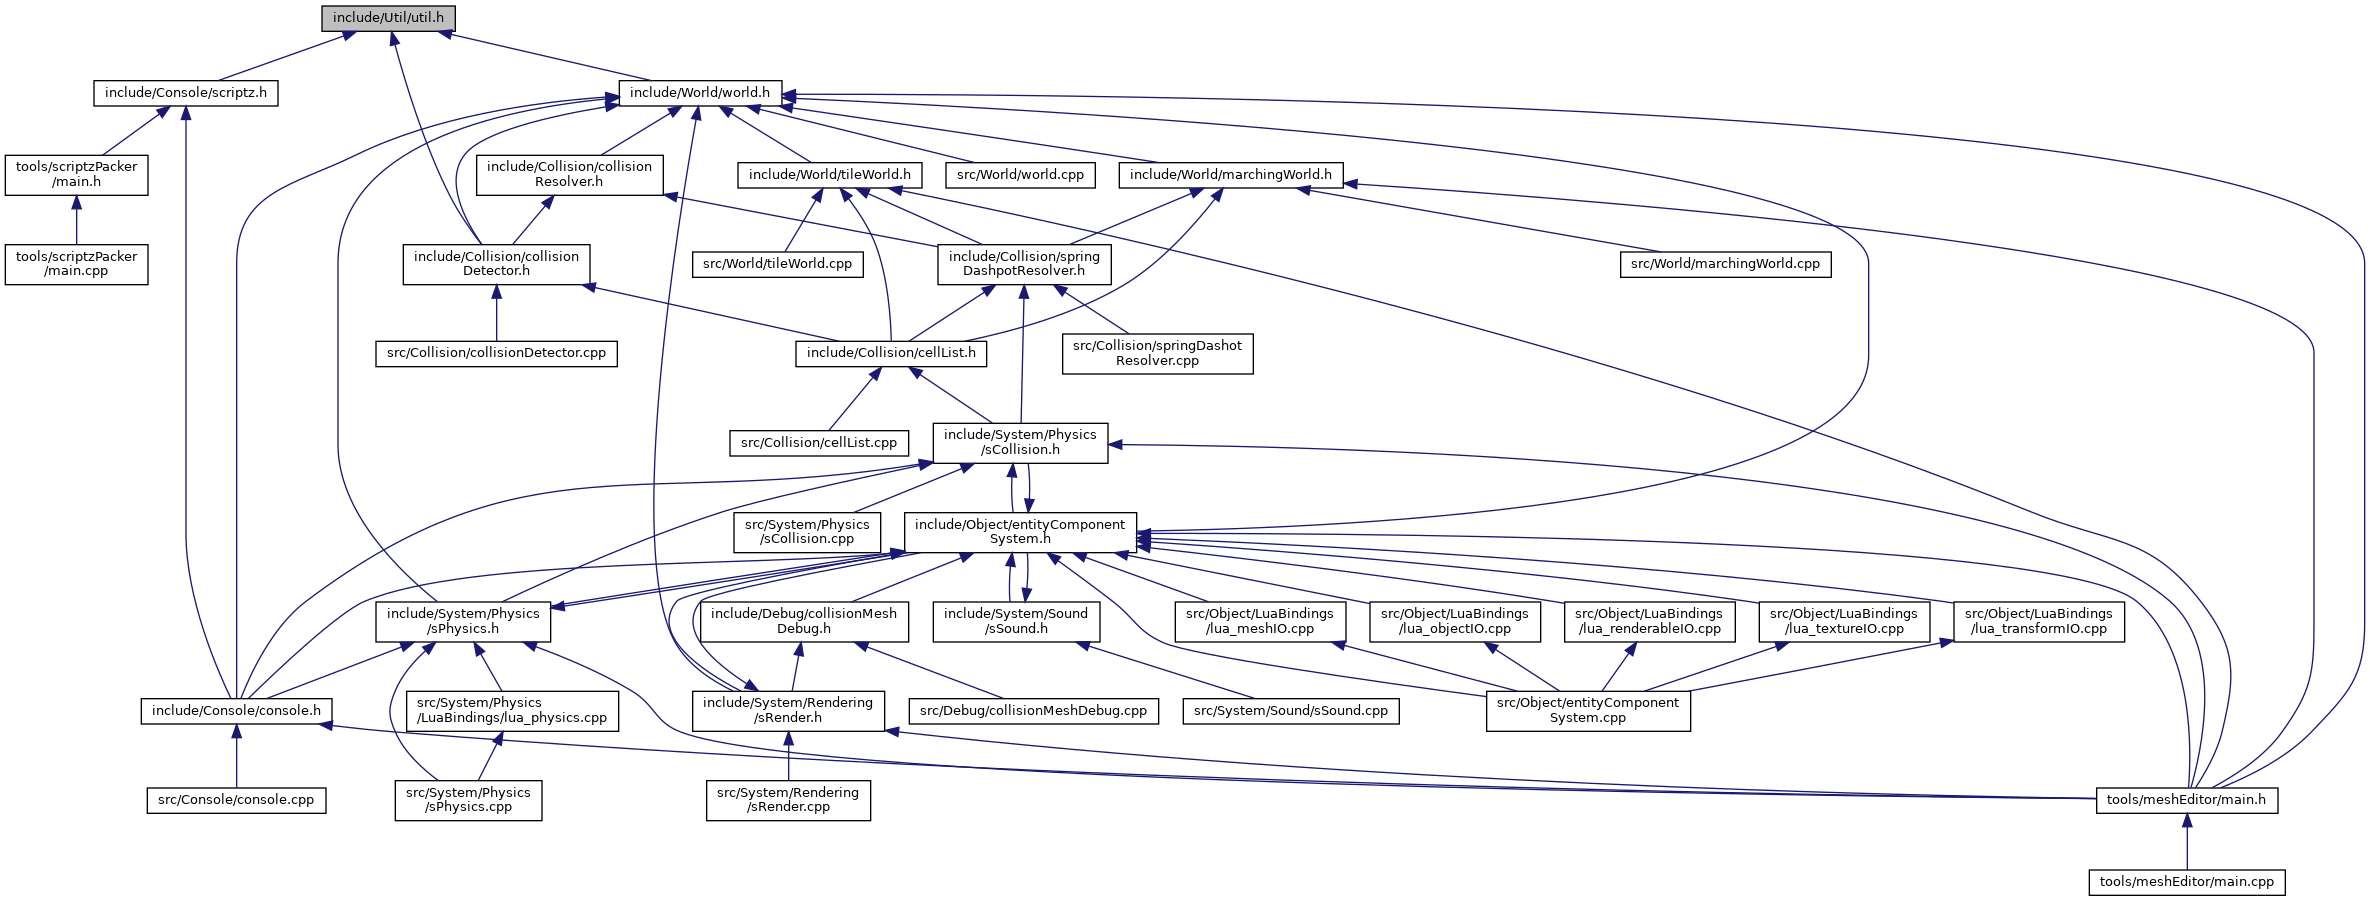 include/Util/util.h
include/Console/scriptz.h
include/World/world.h
tools/scriptzPacker
/main.h
include/Collision/collision
Resolver.h
include/World/tileWorld.h
src/World/world.cpp
include/World/marchingWorld.h
tools/scriptzPacker
/main.cpp
include/Collision/collision
Detector.h
src/World/tileWorld.cpp
include/Collision/spring
DashpotResolver.h
src/World/marchingWorld.cpp
src/Collision/collisionDetector.cpp
include/Collision/cellList.h
src/Collision/springDashot
Resolver.cpp
src/Collision/cellList.cpp
include/System/Physics
/sCollision.h
src/System/Physics
/sCollision.cpp
include/Object/entityComponent
System.h
include/System/Physics
/sPhysics.h
include/Debug/collisionMesh
Debug.h
include/System/Sound
/sSound.h
src/Object/LuaBindings
/lua_meshIO.cpp
src/Object/LuaBindings
/lua_objectIO.cpp
src/Object/LuaBindings
/lua_renderableIO.cpp
src/Object/LuaBindings
/lua_textureIO.cpp
src/Object/LuaBindings
/lua_transformIO.cpp
include/Console/console.h
src/System/Physics
/LuaBindings/lua_physics.cpp
include/System/Rendering
/sRender.h
src/Debug/collisionMeshDebug.cpp
src/System/Sound/sSound.cpp
src/Object/entityComponent
System.cpp
src/Console/console.cpp
src/System/Physics
/sPhysics.cpp
src/System/Rendering
/sRender.cpp
tools/meshEditor/main.h
tools/meshEditor/main.cpp